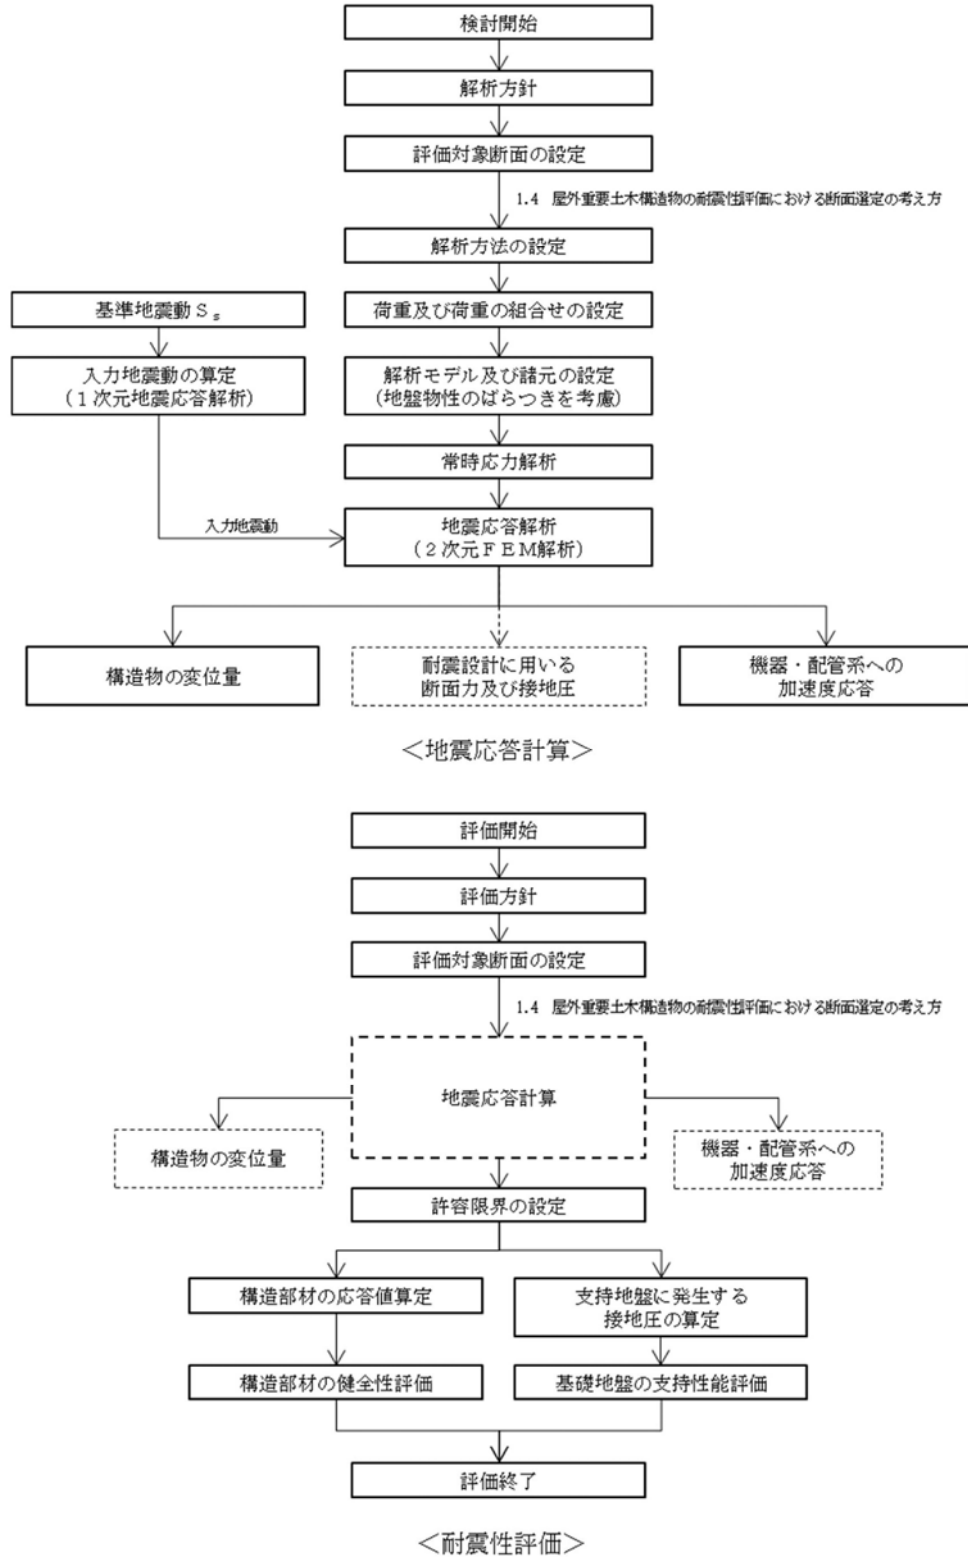 検討開始
解析方針
評価対象断面の設定
1.4 屋外重要土木構造物の耐震性評価における断面選定の考え方
解析方法の設定
基準地震動Ｓs
荷重及び荷重の組合せの設定
入力地震動の算定
(１次元地震応答解析)
解析モデル及び諸元の設定
(地盤物性のばらつきを考慮)
常時応力解析
入力地震動
地震応答解析
(２次元ＦＥＭ解析)
構造物の変位量
耐震設計に用いる
断面力及び接地圧
機器・配管系への
加速度応答
＜地震応答計算＞
評価開始
評価方針
評価対象断面の設定
1.4 屋外重要土木構造物の耐震性評価における断面選定の考え方
地震応答計算
構造物の変位量
機器・配管系への
加速度応答
許容限界の設定
構造部材の応答値算定
支持地盤に発生する
接地圧の算定
構造部材の健全性評価
基礎地盤の支持性能評価
評価終了
＜耐震性評価＞